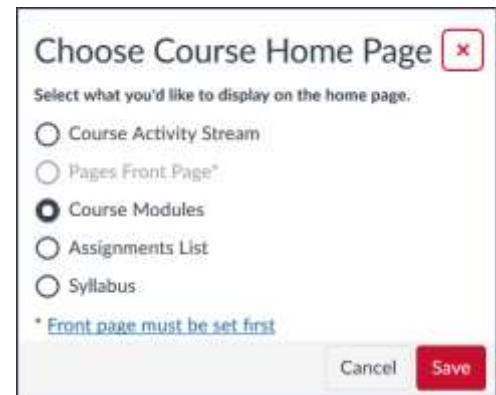 Choose Course Home Page ×
Select what you'd like to display on the home page.
Course Activity Stream
Pages Front Page*
Course Modules
Assignments List
Syllabus
* Front page must be set first
Cancel Save